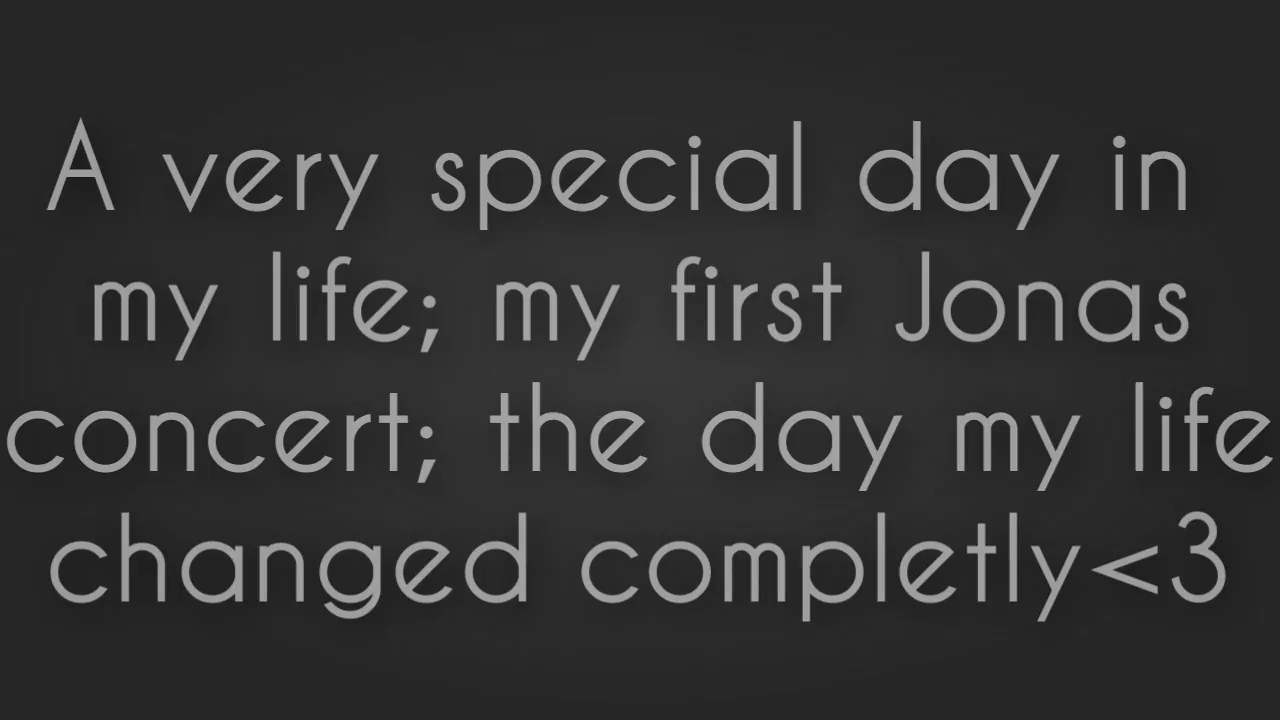 A very special day in
my life; my first Jonas
concert; the day my life
changed completly<3